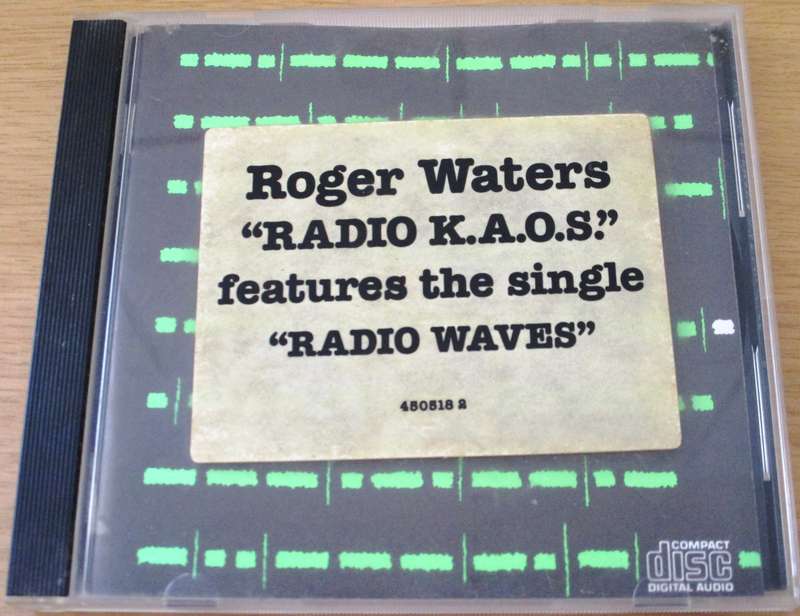 Roger Waters
“RADIO K.A.O.S.”
features the single
“RADIO WAVES”
450518 2
COMPACT
disc
DIGITAL AUDIO